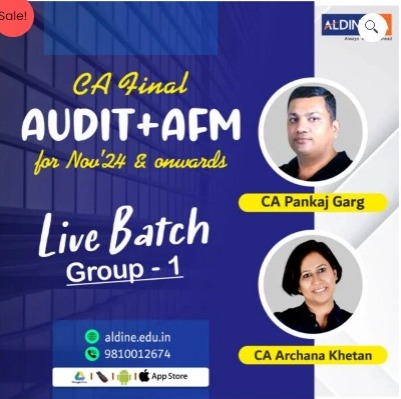 Sale!
ALDINE
CA Final
AUDIT+AFM
for Nov'24 & onwards
Live Batch
Group - 1
CA Pankaj Garg
CA Archana Khetan
aldine.edu.in
9810012674
App Store